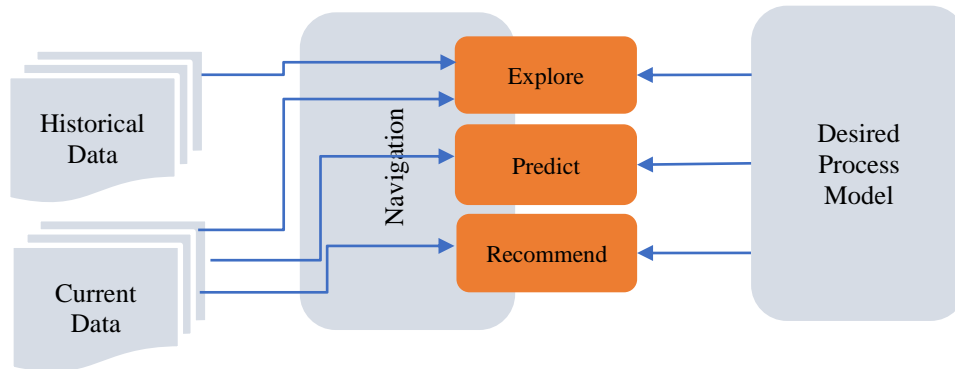 Historical
Data
Current
Data
Navigation
Explore
Predict
Recommend
Desired
Process
Model